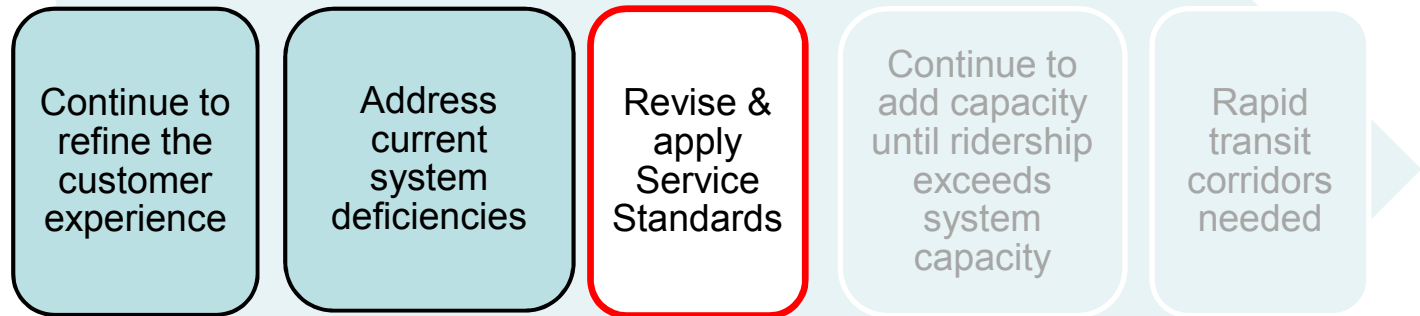 Continue to
refine the
customer
experience
Address
current
system
deficiencies
Revise &
apply
Service
Standards
Continue to
add capacity
until ridership
exceeds
system
capacity
Rapid
transit
corridors
needed